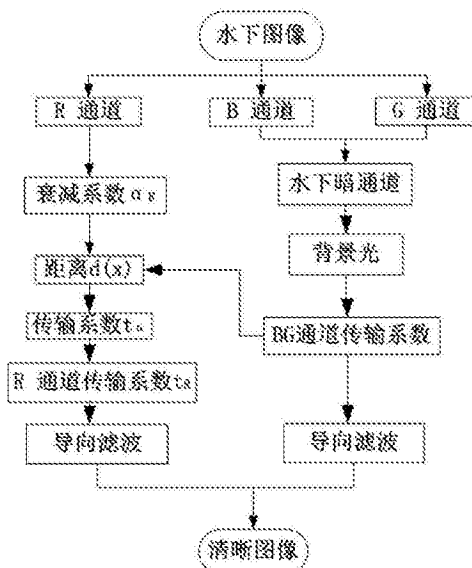 水下图像
R 通道
B 通道
G 通道
衰减系数α
水下暗通道
距离d(x)
背景光
传输系数t
BG通道传输系数
R 通道传输系数t
导向滤波
导向滤波
清晰图像